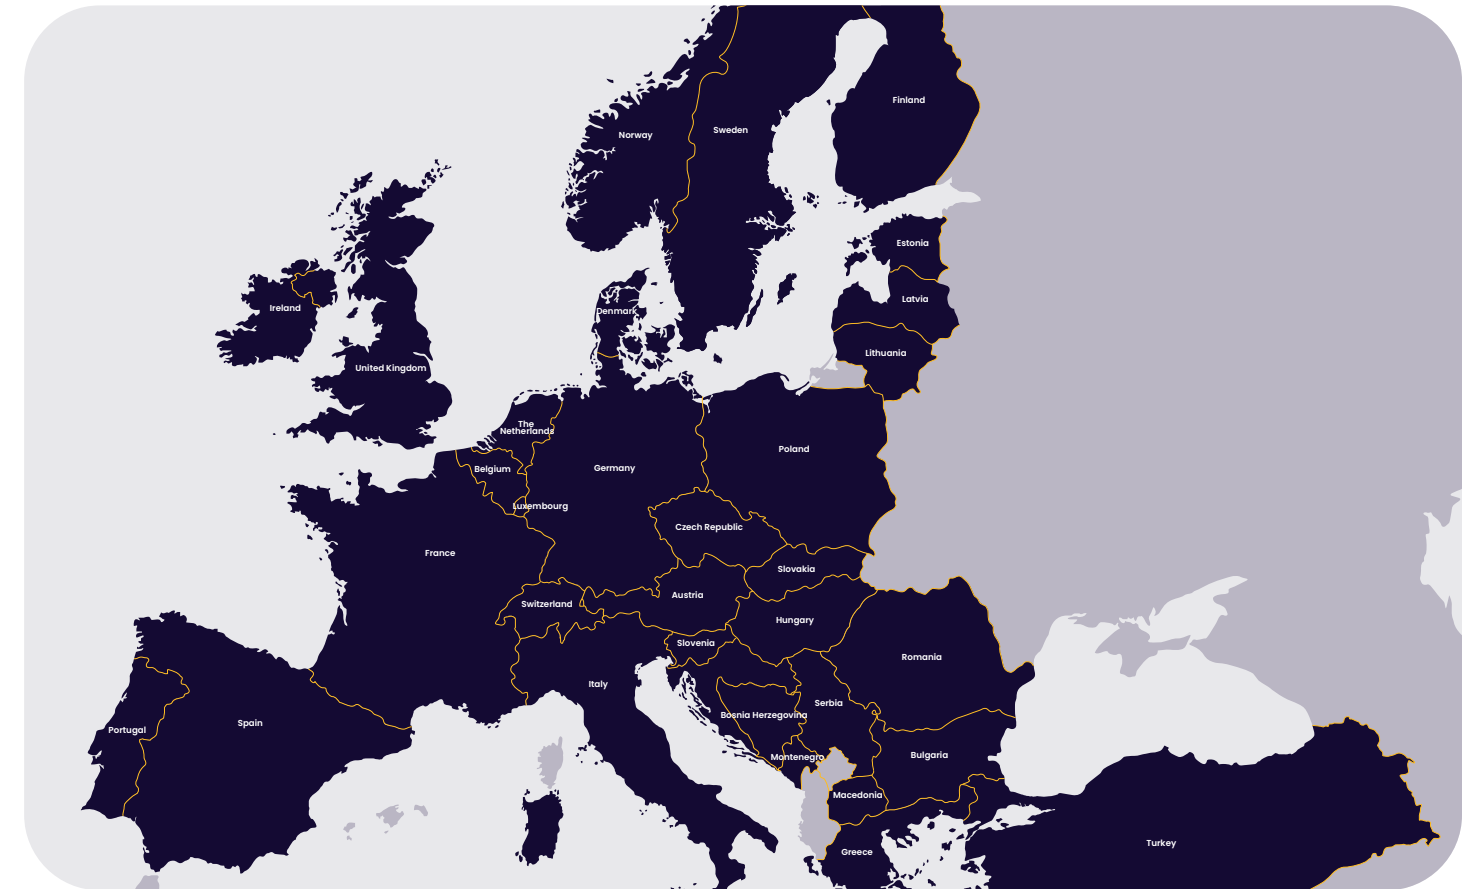 Finland
Norway
Sweden
Estonia
Latvia
Ireland
Denmark
Lithuania
United Kingdom
The
Netherlands
Poland
Belgium
Germany
Luxembourg
Czech Republic
France
Slovakia
Austria
Switzerland
Hungary
Slovenia
Romania
Italy
Serbia
Bosnia Herzegovina
Spain
Portugal
Bulgaria
Montenegro
Macedonia
Turkey
Greece